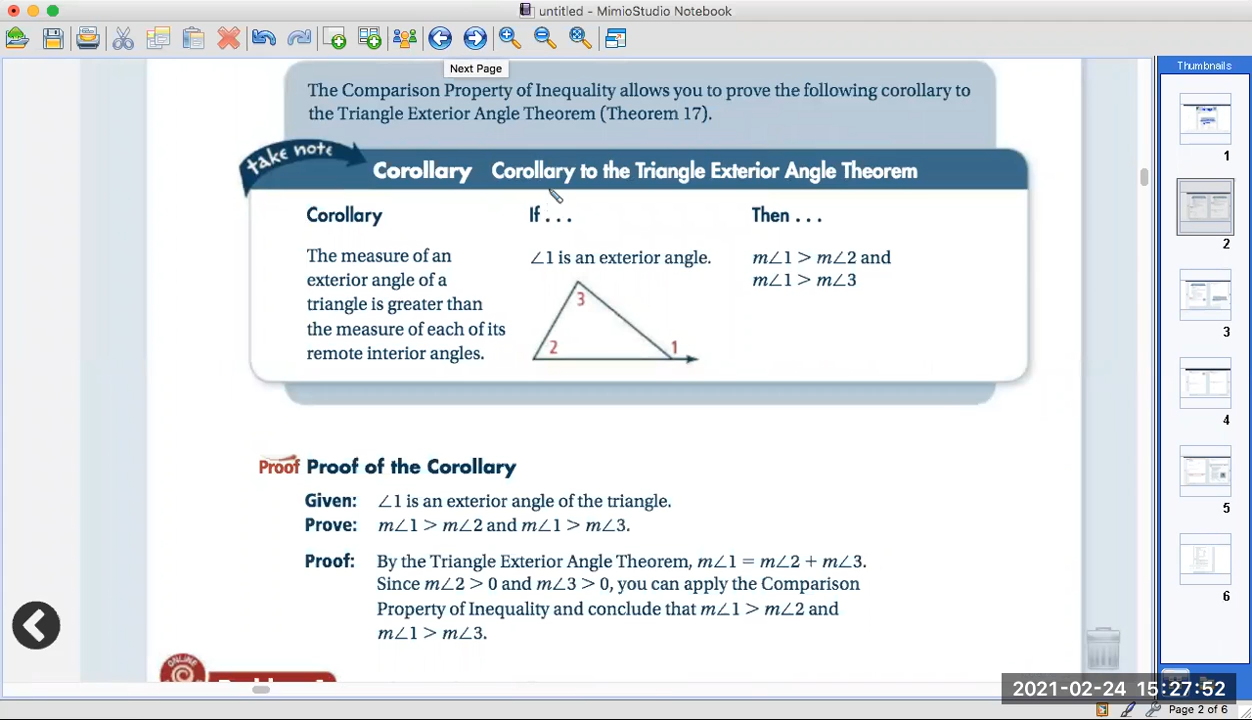 untitled - MimioStudio Notebook
Next Page
Thumbnails
The Comparison Property of Inequality allows you to prove the following corollary to
the Triangle Exterior Angle Theorem (Theorem 17).
take note
Corollary Corollary to the Triangle Exterior Angle Theorem
Corollary
If . . .
Then . . .
The measure of an
exterior angle of a
triangle is greater than
the measure of each of its
remote interior angles.
∠1 is an exterior angle.
3
2
1
m∠1 > m∠2 and
m∠1 > m∠3
Proof Proof of the Corollary
Given: ∠1 is an exterior angle of the triangle.
Prove: m∠1 > m∠2 and m∠1 > m∠3.
Proof: By the Triangle Exterior Angle Theorem, m∠1 = m∠2 + m∠3.
Since m∠2 > 0 and m∠3 > 0, you can apply the Comparison
Property of Inequality and conclude that m∠1 > m∠2 and
m∠1 > m∠3.
ONLINE
1
2
3
4
5
6
2021-02-24 15:27:52
Page 2 of 6